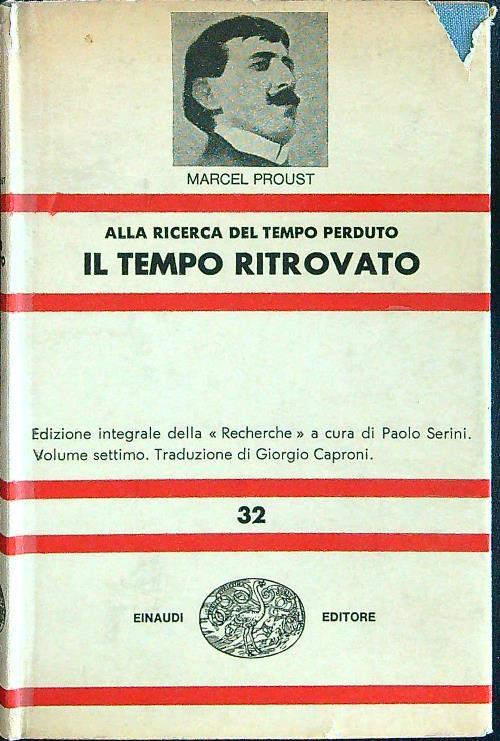 MARCEL PROUST
ALLA RICERCA DEL TEMPO PERDUTO
IL TEMPO RITROVATO
Edizione integrale della « Recherche » a cura di Paolo Serini.
Volume settimo. Traduzione di Giorgio Caproni.
32
EINAUDI EDITORE